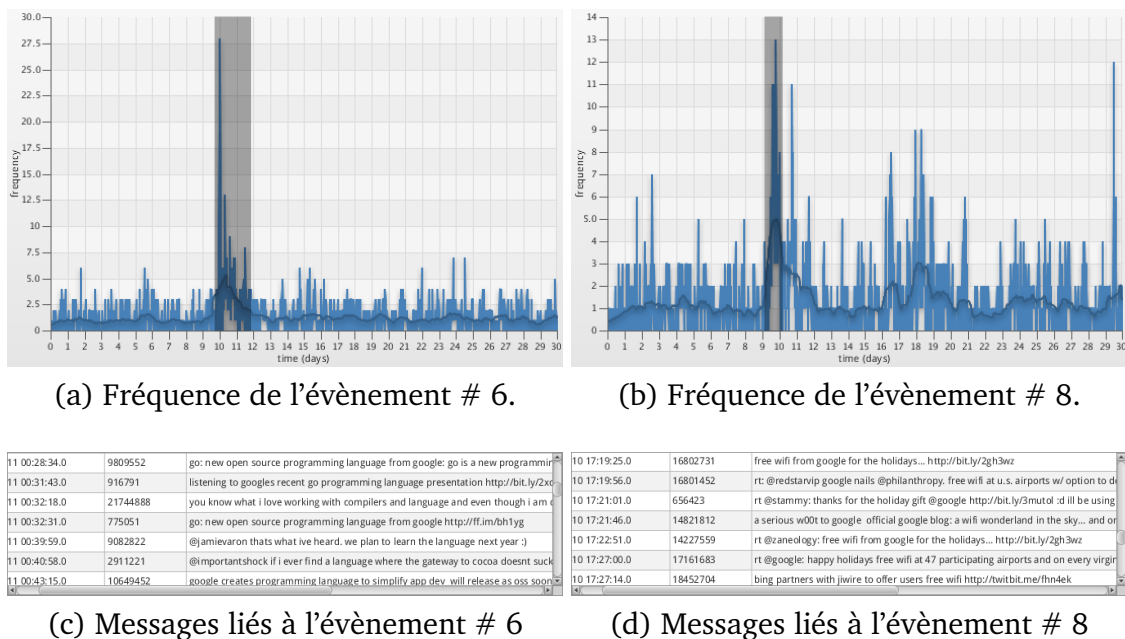 30.0
27.5
25.0
22.5
20.0
17.5
15.0
12.5
10.0
7.5
5.0
2.5
0
frequency
0 1 2 3 4 5 6 7 8 9 10 11 12 13 14 15 16 17 18 19 20 21 22 23 24 25 26 27 28 29 30
time (days)
(a) Fréquence de l'évènement # 6.
14
13
12
11
10
9
8
7
6
5.0
4
3
2
1
0
frequency
0 1 2 3 4 5 6 7 8 9 10 11 12 13 14 15 16 17 18 19 20 21 22 23 24 25 26 27 28 29 30
time (days)
(b) Fréquence de l'évènement # 8.
11 00:28:34.0 9809552 go: new open source programming language from google: go is a new programmin
11 00:31:43.0 916791 listening to googles recent go programming language presentation http://bit.ly/2xc
11 00:32:18.0 21744888 you know what i love working with compilers and language and even though i am
11 00:32:31.0 775051 go: new open source programming language from google http://ff.im/bh1yg
11 00:39:59.0 9082822 @jamievaron thats what ive heard. we plan to learn the language next year :)
11 00:40:58.0 2911221 @importantshock if i ever find a language where the gateway to cocoa doesnt suck
11 00:43:15.0 10649452 google creates programming language to simplify app dev will release as oss soon
(c) Messages liés à l'évènement # 6
10 17:19:25.0 16802731 free wifi from google for the holidays... http://bit.ly/2gh3wz
10 17:19:56.0 16801452 rt: @redstarvip google nails @philanthropy. free wifi at u.s. airports w/ option to d
10 17:21:01.0 656423 rt @stammy: thanks for the holiday gift @google http://bit.ly/3mutol :d ill be using
10 17:21:46.0 14821812 a serious w00t to google official google blog: a wifi wonderland in the sky... and or
10 17:22:51.0 14227559 rt @zaneology: free wifi from google for the holidays... http://bit.ly/2gh3wz
10 17:27:00.0 17161683 rt @google: happy holidays free wifi at 47 participating airports and on every virgir
10 17:27:14.0 18452704 bing partners with jiwire to offer users free wifi http://twitbit.me/fhn4ek
(d) Messages liés à l'évènement # 8